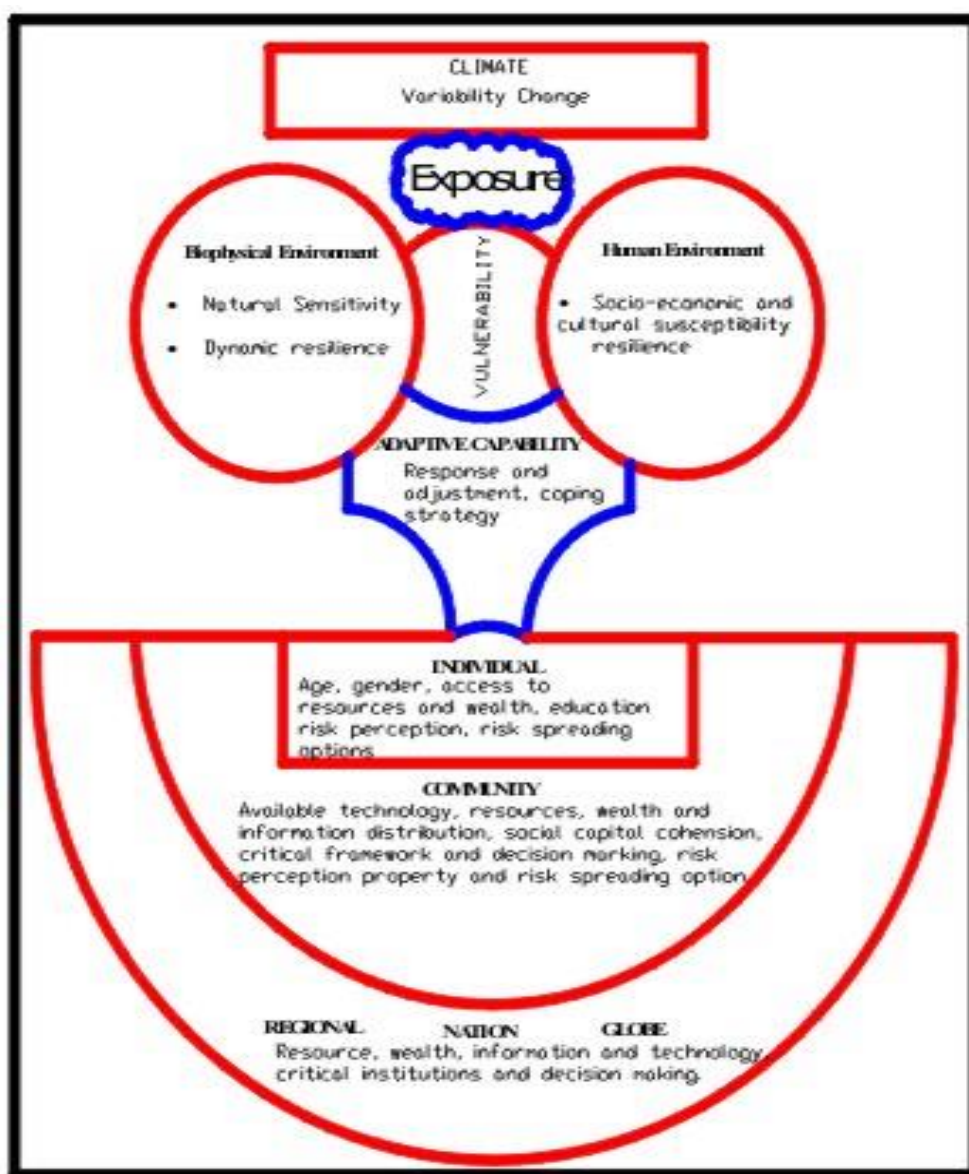 CLIMATE
Variability Change
Exposure
Biophysical Environment
• Natural Sensitivity
• Dynamic resilience
VULNERABILITY
Human Environment
• Socio-economic and
cultural susceptibility
resilience
ADAPTIVE CAPABILITY
Response and
adjustment, coping
strategy
INDIVIDUAL
Age, gender, access to
resources and wealth, education
risk perception, risk spreading
options
COMMUNITY
Available technology, resources, wealth and
information distribution, social capital cohension,
critical framework and decision marking, risk
perception property and risk spreading option
REGIONAL NATION GLOBE
Resource, wealth, information and technology,
critical institutions and decision making.